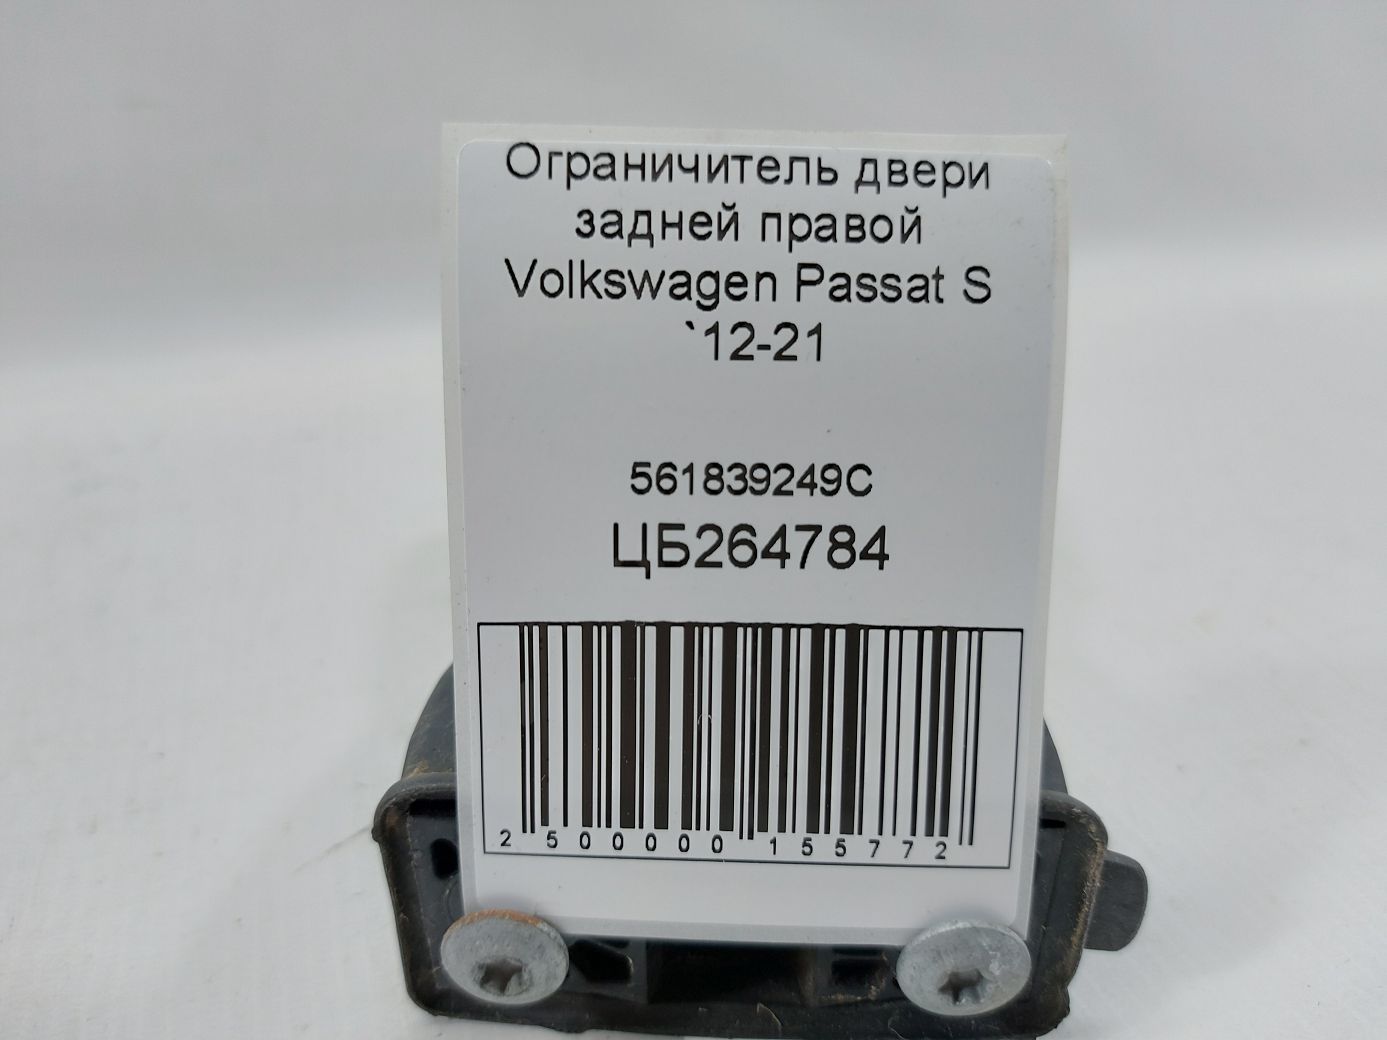 Ограничитель двери
задней правой
Volkswagen Passat S
`12-21
561839249C
ЦБ264784
2 500000 155772